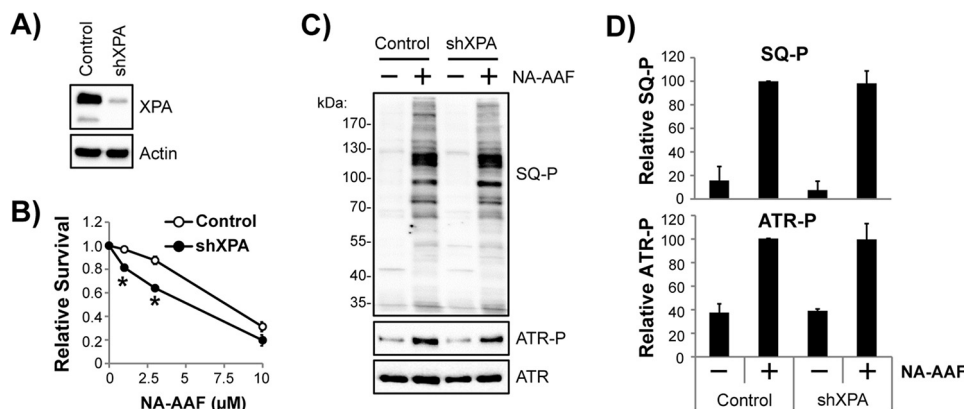 A)
Control
shXPA
XPA
Actin
B)
Control
shXPA
Relative Survival
1.2
1.0
0.8
0.6
0.4
0.2
0
*
*
0 2.5 5 7.5 10
NA-AAF (µM)
C)
Control shXPA
− + − + NA-AAF
kDa:
170-
130-
100-
70-
55-
40-
35-
SQ-P
ATR-P
ATR
D)
SQ-P
Relative SQ-P
120
100
80
60
40
20
0
ATR-P
Relative ATR-P
120
100
80
60
40
20
0
− + − + NA-AAF
Control shXPA